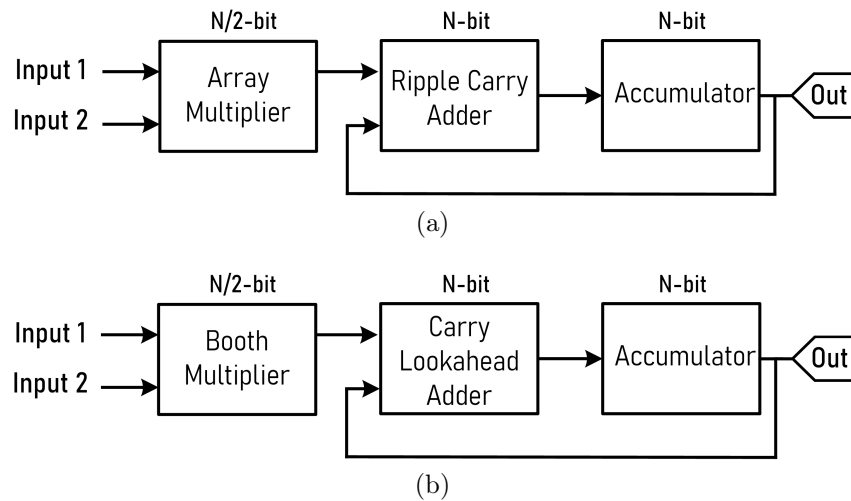 N/2-bit N-bit N-bit
Input 1
Input 2
Array
Multiplier
Ripple Carry
Adder
Accumulator
Out
(a)
N/2-bit N-bit N-bit
Input 1
Input 2
Booth
Multiplier
Carry
Lookahead
Adder
Accumulator
Out
(b)